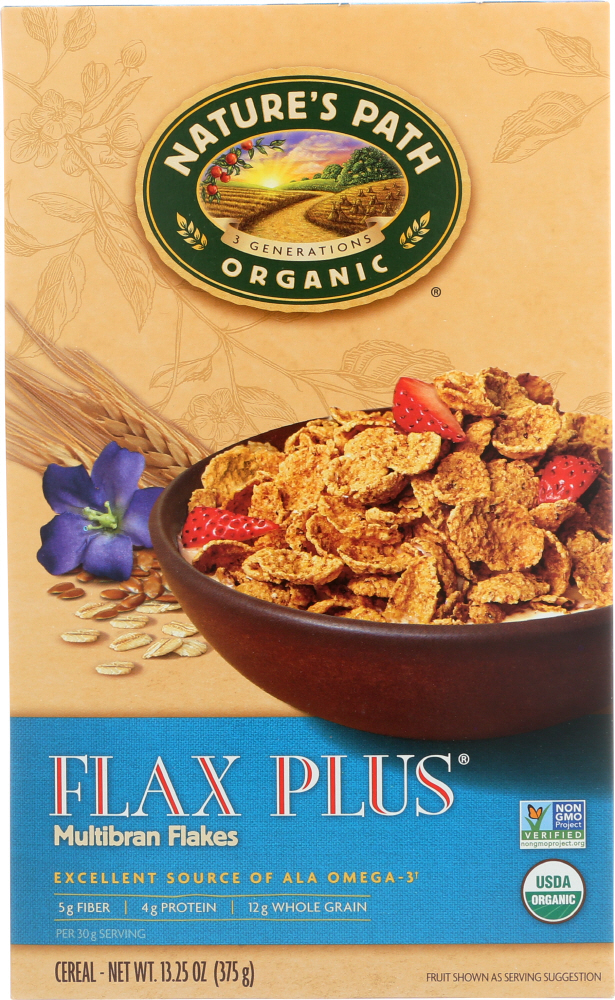 NATURE'S PATH
3 GENERATIONS
ORGANIC
®
FLAX PLUS®
Multibran Flakes
EXCELLENT SOURCE OF ALA OMEGA-3†
5g FIBER | 4g PROTEIN | 12g WHOLE GRAIN
PER 30g SERVING
NON
GMO
Project
VERIFIED
nongmoproject.org
USDA
ORGANIC
CEREAL - NET WT. 13.25 OZ (375 g)
FRUIT SHOWN AS SERVING SUGGESTION